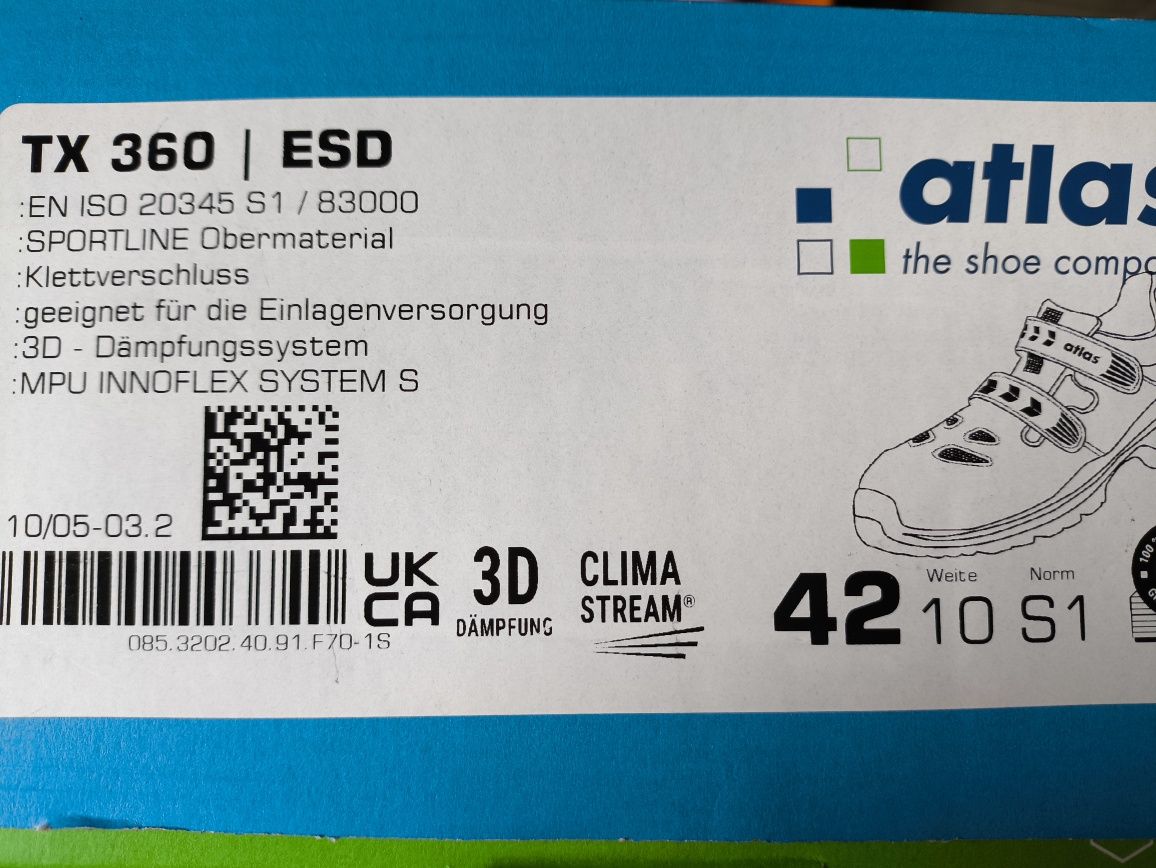 TX 360 | ESD
:EN ISO 20345 S1 / 83000
:SPORTLINE Obermaterial
:Klettverschluss
:geeignet für die Einlagenversorgung
:3D - Dämpfungssystem
:MPU INNOFLEX SYSTEM S
atlas
the shoe compa
atlas
10/05-03.2
085.3202.40.91.F70-1S
UK
CA
3D
DÄMPFUNG
CLIMA
STREAM®
42
Weite
10
Norm
S1
100